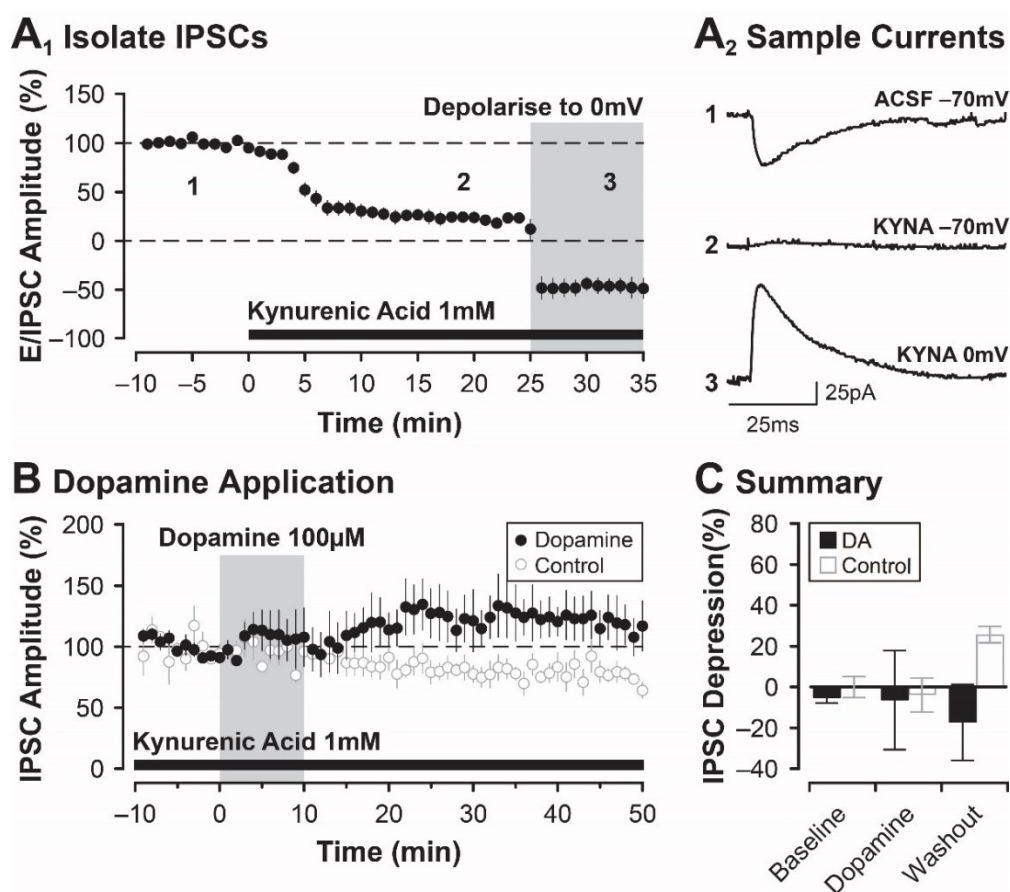 A1 Isolate IPSCs
E/IPSC Amplitude (%)
150
100
50
0
−50
−100
Depolarise to 0mV
1
2
3
Kynurenic Acid 1mM
−10 −5 0 5 10 15 20 25 30 35
Time (min)
A2 Sample Currents
1
ACSF −70mV
2
KYNA −70mV
3
KYNA 0mV
25pA
25ms
B Dopamine Application
IPSC Amplitude (%)
200
150
100
50
0
Dopamine 100µM
Dopamine
Control
Kynurenic Acid 1mM
−10 0 10 20 30 40 50
Time (min)
C Summary
IPSC Depression(%)
80
60
40
20
0
−20
−40
DA
Control
Baseline
Dopamine
Washout